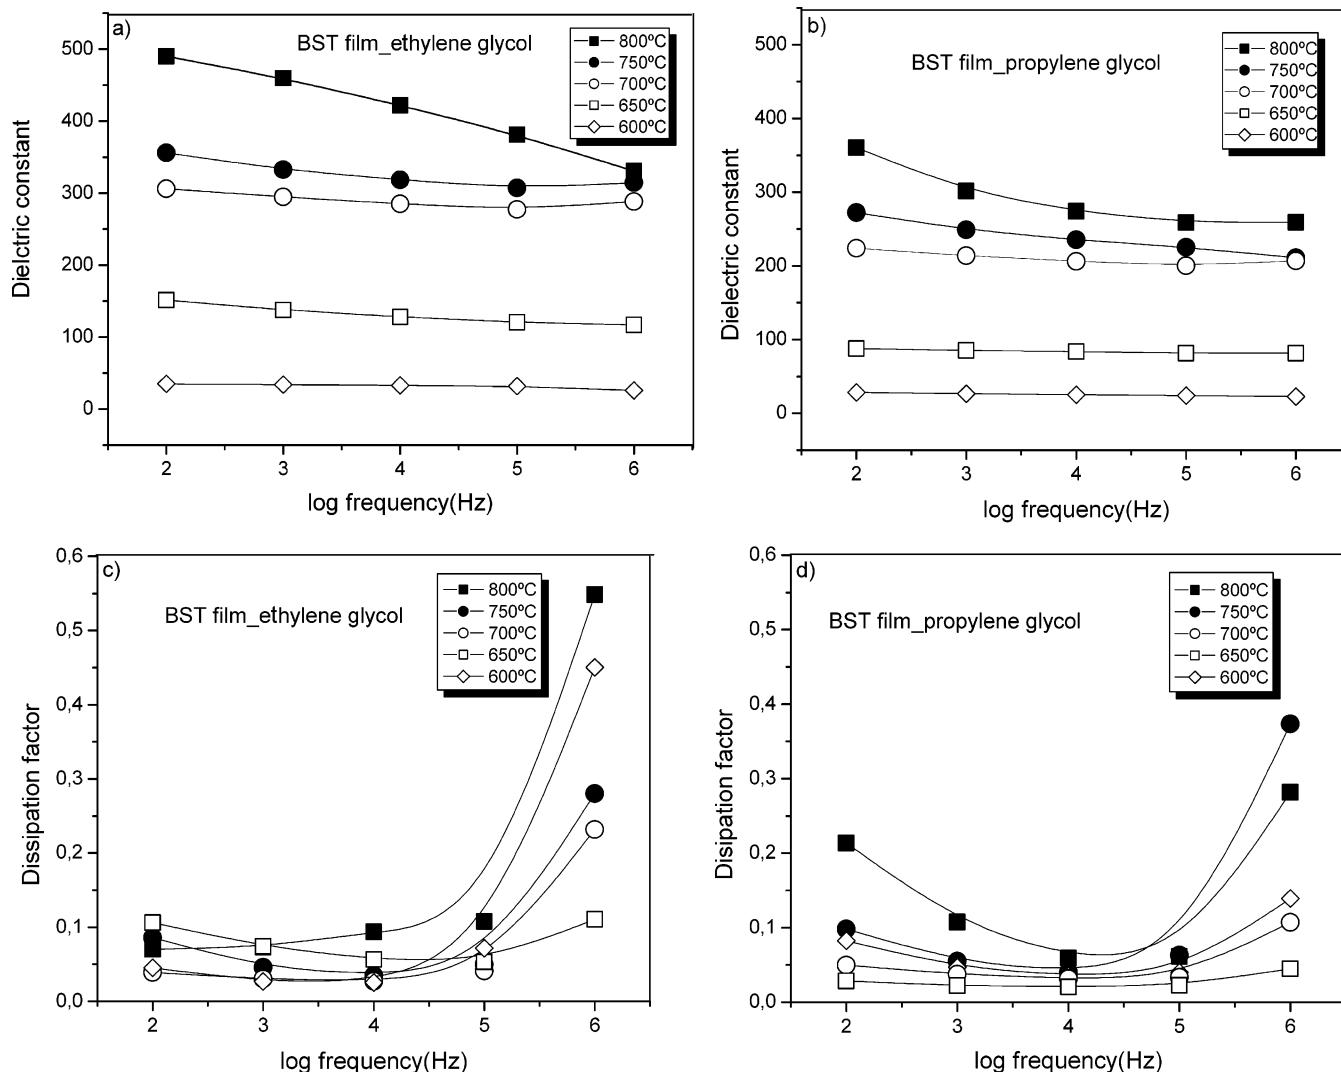 a)
BST film_ethylene glycol
800ºC
750ºC
700ºC
650ºC
600ºC
500
400
300
200
100
0
Dielctric constant
2 3 4 5 6
log frequency(Hz)
b)
BST film_propylene glycol
800ºC
750ºC
700ºC
650ºC
600ºC
500
400
300
200
100
0
Dielectric constant
2 3 4 5 6
log frequency(Hz)
c)
BST film_ethylene glycol
800ºC
750ºC
700ºC
650ºC
600ºC
0,6
0,5
0,4
0,3
0,2
0,1
0,0
Dissipation factor
2 3 4 5 6
log frequency(Hz)
d)
BST film_propylene glycol
800ºC
750ºC
700ºC
650ºC
600ºC
0,6
0,5
0,4
0,3
0,2
0,1
0,0
Disipation factor
2 3 4 5 6
log frequency(Hz)